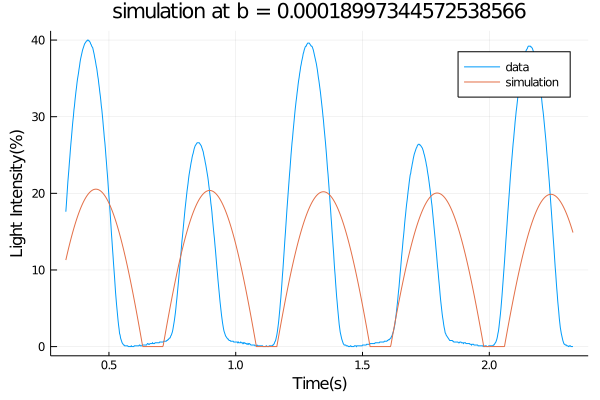 simulation at b = 0.00018997344572538566
40
30
20
10
0
Light Intensity(%)
data
simulation
0.5
1.0
1.5
2.0
Time(s)